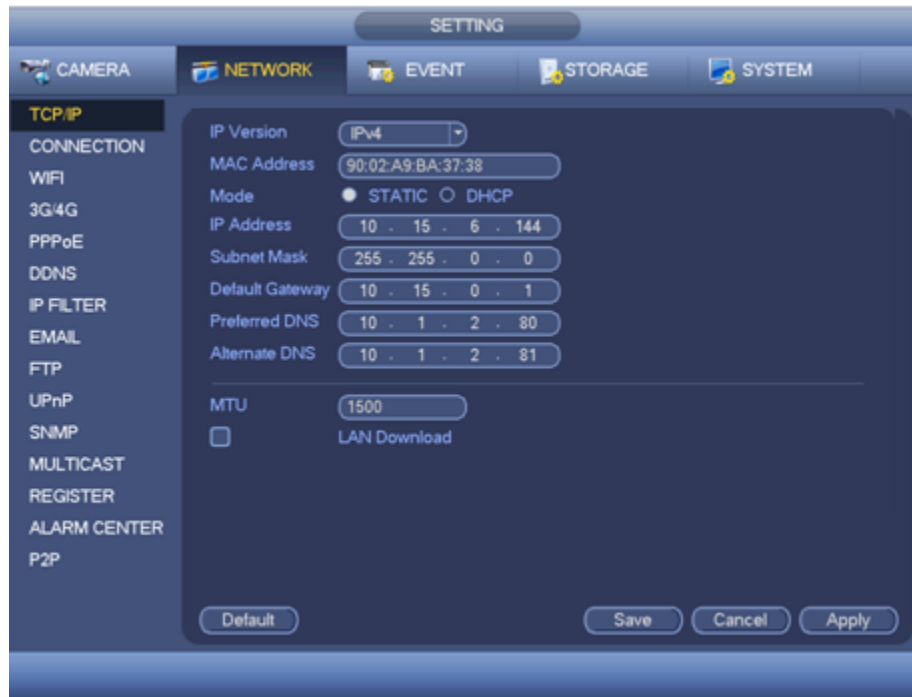 SETTING
CAMERA NETWORK EVENT STORAGE SYSTEM
TCP/IP
CONNECTION
WIFI
3G/4G
PPPoE
DDNS
IP FILTER
EMAIL
FTP
UPnP
SNMP
MULTICAST
REGISTER
ALARM CENTER
P2P
IP Version IPv4
MAC Address 90:02:A9:BA:37:38
Mode STATIC DHCP
IP Address 10 . 15 . 6 . 144
Subnet Mask 255 . 255 . 0 . 0
Default Gateway 10 . 15 . 0 . 1
Preferred DNS 10 . 1 . 2 . 80
Alternate DNS 10 . 1 . 2 . 81
MTU 1500
LAN Download
Default Save Cancel Apply